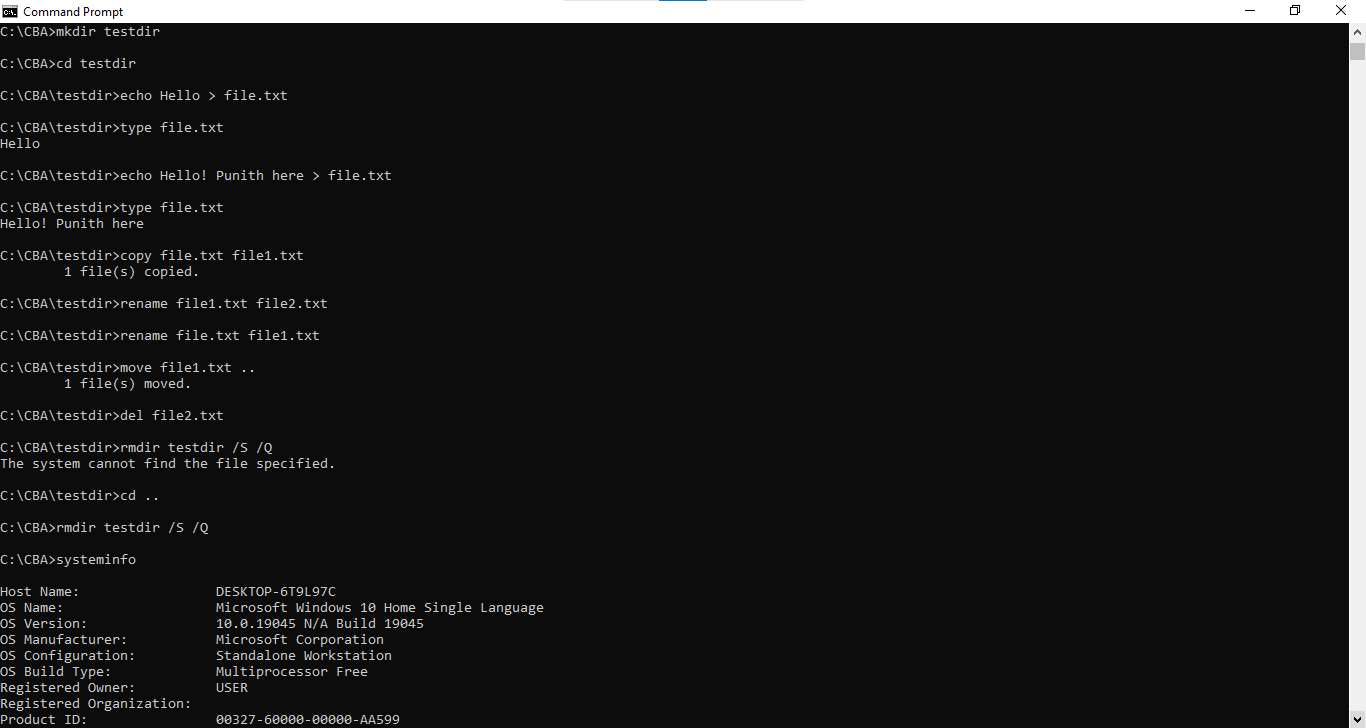 Command Prompt
C:\CBA>mkdir testdir
C:\CBA>cd testdir
C:\CBA\testdir>echo Hello > file.txt
C:\CBA\testdir>type file.txt
Hello
C:\CBA\testdir>echo Hello! Punith here > file.txt
C:\CBA\testdir>type file.txt
Hello! Punith here
C:\CBA\testdir>copy file.txt file1.txt
        1 file(s) copied.
C:\CBA\testdir>rename file1.txt file2.txt
C:\CBA\testdir>rename file.txt file1.txt
C:\CBA\testdir>move file1.txt ..
        1 file(s) moved.
C:\CBA\testdir>del file2.txt
C:\CBA\testdir>rmdir testdir /S /Q
The system cannot find the file specified.
C:\CBA\testdir>cd ..
C:\CBA>rmdir testdir /S /Q
C:\CBA>systeminfo
Host Name:                 DESKTOP-6T9L97C
OS Name:                   Microsoft Windows 10 Home Single Language
OS Version:                10.0.19045 N/A Build 19045
OS Manufacturer:           Microsoft Corporation
OS Configuration:          Standalone Workstation
OS Build Type:             Multiprocessor Free
Registered Owner:          USER
Registered Organization:
Product ID:                00327-60000-00000-AA599